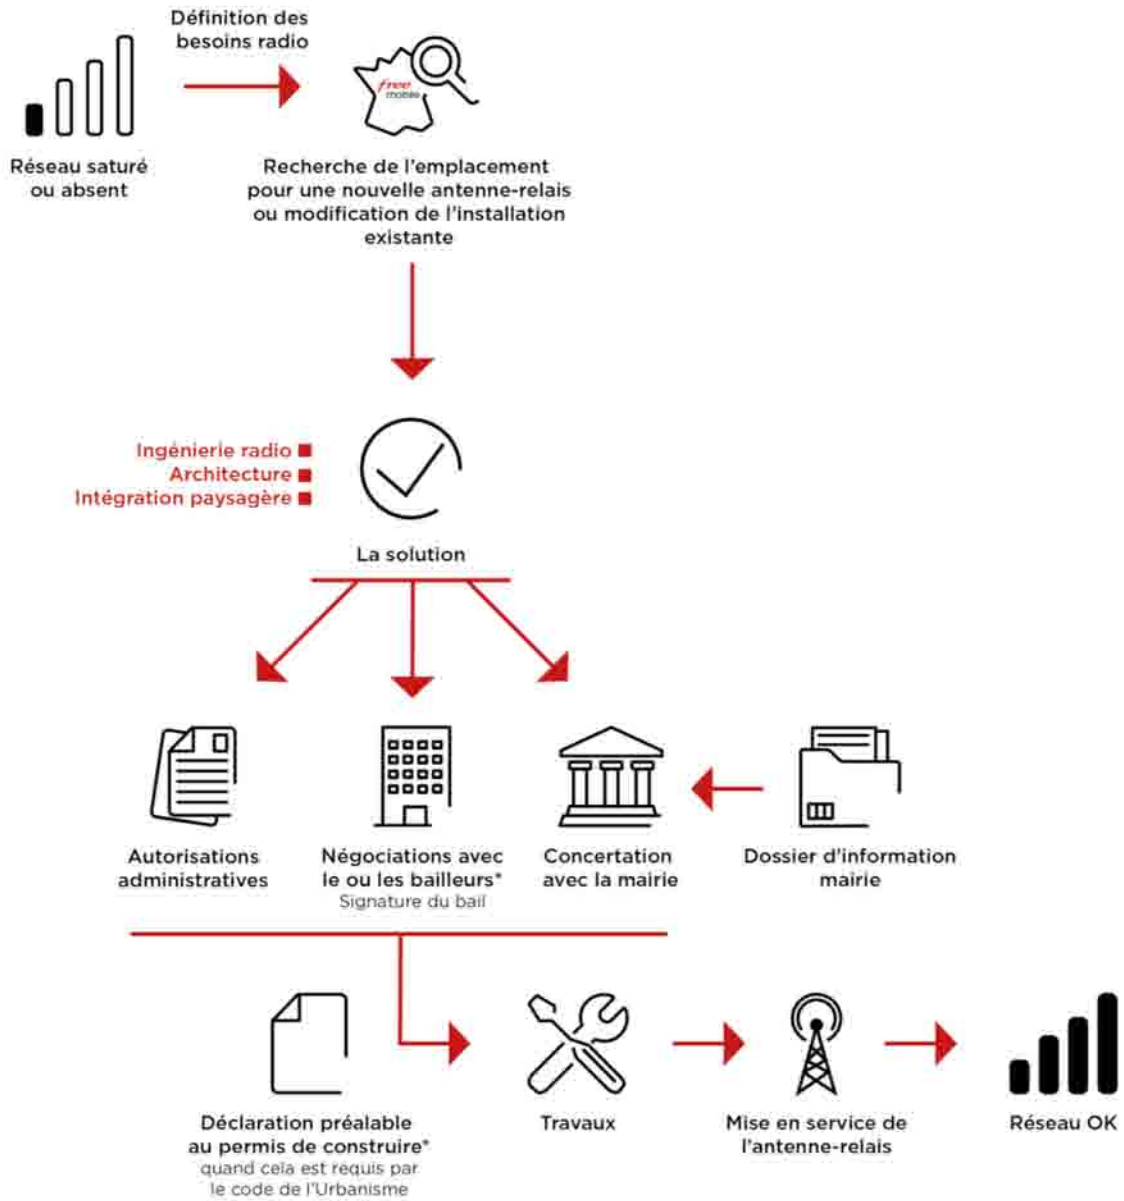 Définition des
besoins radio
free
mobile
Réseau saturé
ou absent
Recherche de l'emplacement
pour une nouvelle antenne-relais
ou modification de l'installation
existante
Ingénierie radio
Architecture
Intégration paysagère
La solution
Autorisations
administratives
Négociations avec
le ou les bailleurs*
Signature du bail
Concertation
avec la mairie
Dossier d'information
mairie
Déclaration préalable
au permis de construire*
quand cela est requis par
le code de l'Urbanisme
Travaux
Mise en service de
l'antenne-relais
Réseau OK